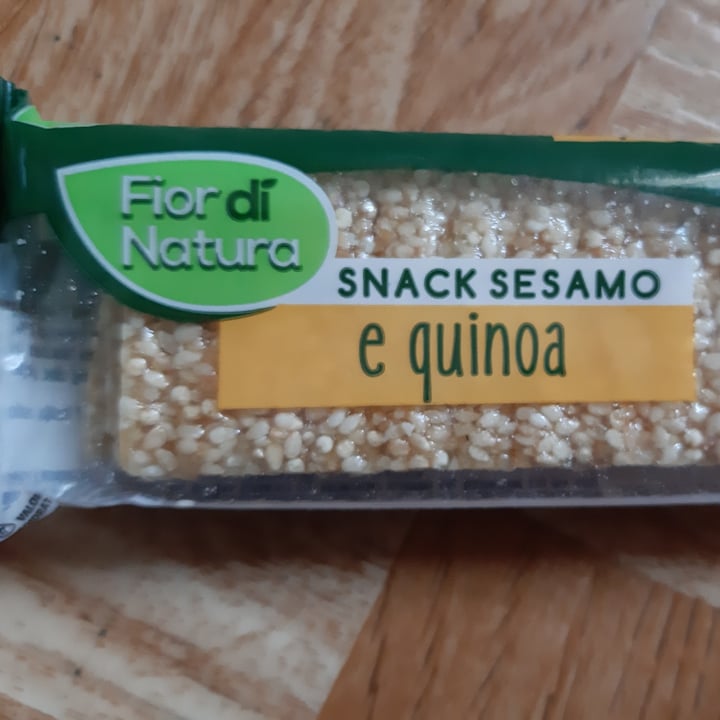 Fior di
Natura
SNACK SESAMO
e quinoa